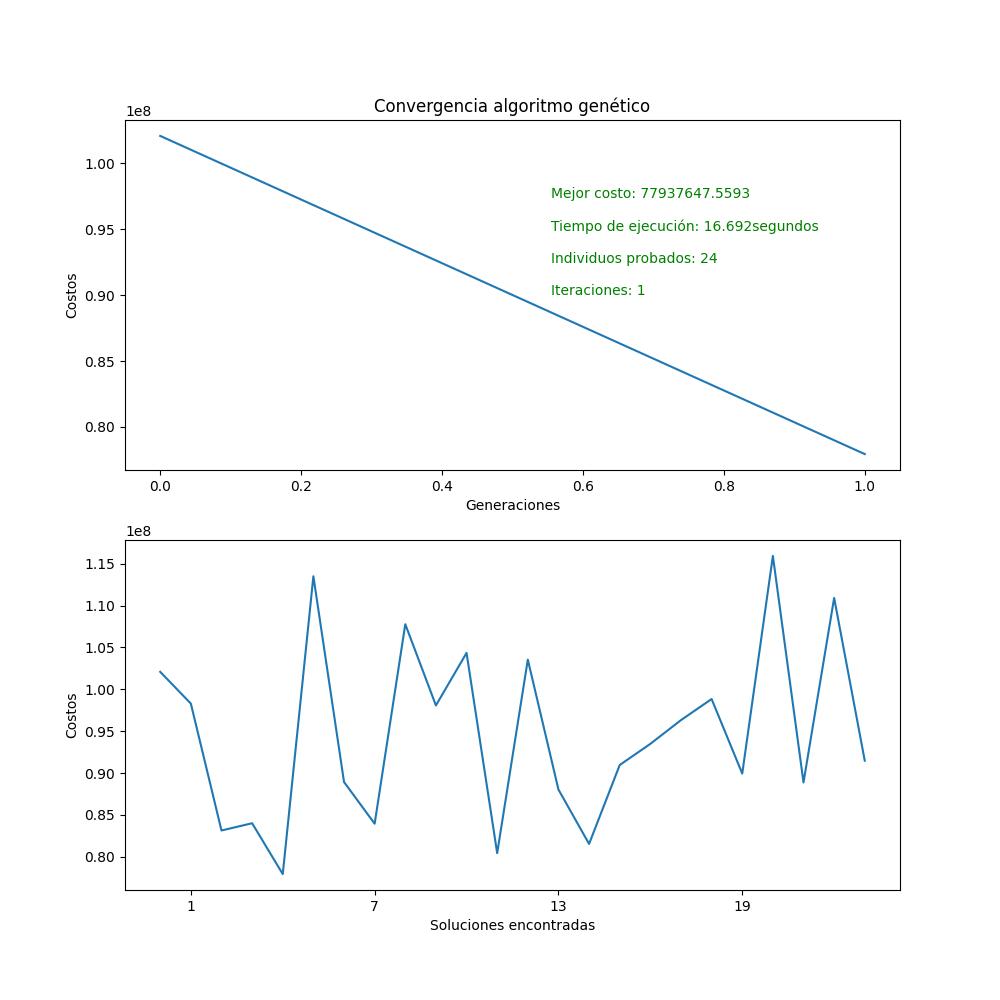 Convergencia algoritmo genético
1e8
1.00
0.95
0.90
0.85
0.80
Costos
Mejor costo: 77937647.5593
Tiempo de ejecución: 16.692segundos
Individuos probados: 24
Iteraciones: 1
0.0 0.2 0.4 0.6 0.8 1.0
Generaciones
1e8
1.15
1.10
1.05
1.00
0.95
0.90
0.85
0.80
Costos
1 7 13 19
Soluciones encontradas